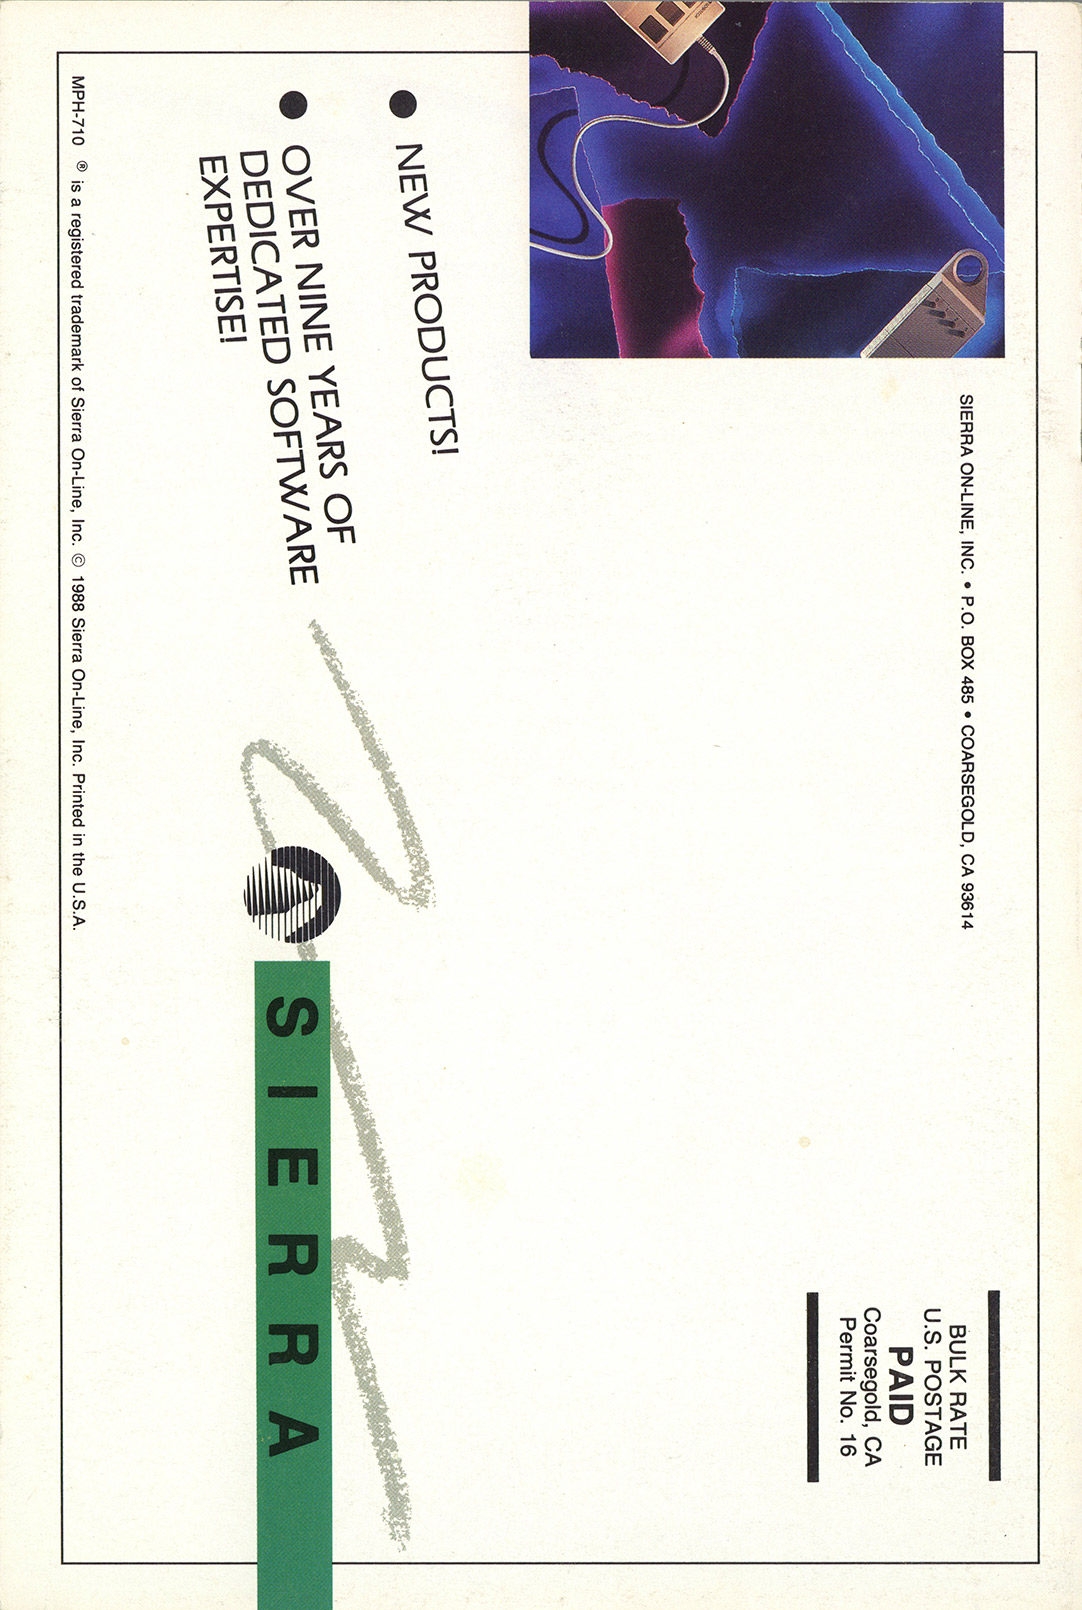 SIERRA ON-LINE, INC. • P.O. BOX 485 • COARSEGOLD, CA 93614
BULK RATE
U.S. POSTAGE
PAID
Coarsegold, CA
Permit No. 16
• NEW PRODUCTS!
• OVER NINE YEARS OF
DEDICATED SOFTWARE
EXPERTISE!
SIERRA
MPH-710 ® is a registered trademark of Sierra On-Line, Inc. © 1988 Sierra On-Line, Inc. Printed in the U.S.A.